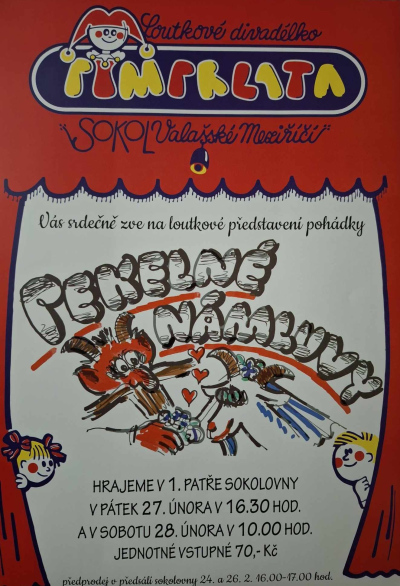 Loutkové divadélko
PIMPRLATA
"SOKOL Valašské Meziříčí"
Vás srdečně zve na loutkové představení pohádky
PEKELNÉ
NÁMLUVY
HRAJEME V 1. PATŘE SOKOLOVNY
V PÁTEK 27. ÚNORA V 16.30 HOD.
A V SOBOTU 28. ÚNORA V 10.00 HOD.
JEDNOTNÉ VSTUPNÉ 70,- Kč
předprodej v předsálí sokolovny 24. a 26. 2. 16.00-17.00 hod.